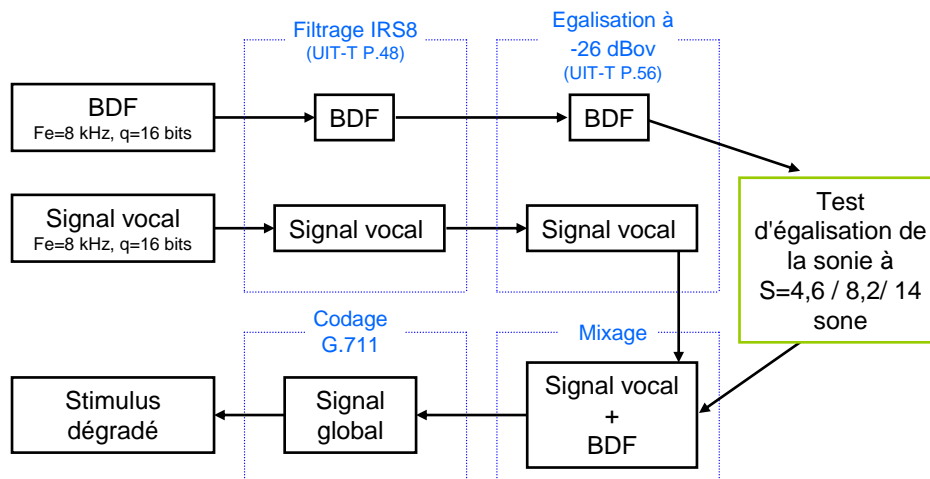 Filtrage IRS8
(UIT-T P.48)
Egalisation à
-26 dBov
(UIT-T P.56)
BDF
Fe=8 kHz, q=16 bits
BDF
BDF
Signal vocal
Fe=8 kHz, q=16 bits
Signal vocal
Signal vocal
Test
d'égalisation de
la sonie à
S=4,6 / 8,2/ 14
sone
Codage
G.711
Mixage
Stimulus
dégradé
Signal
global
Signal vocal
+
BDF